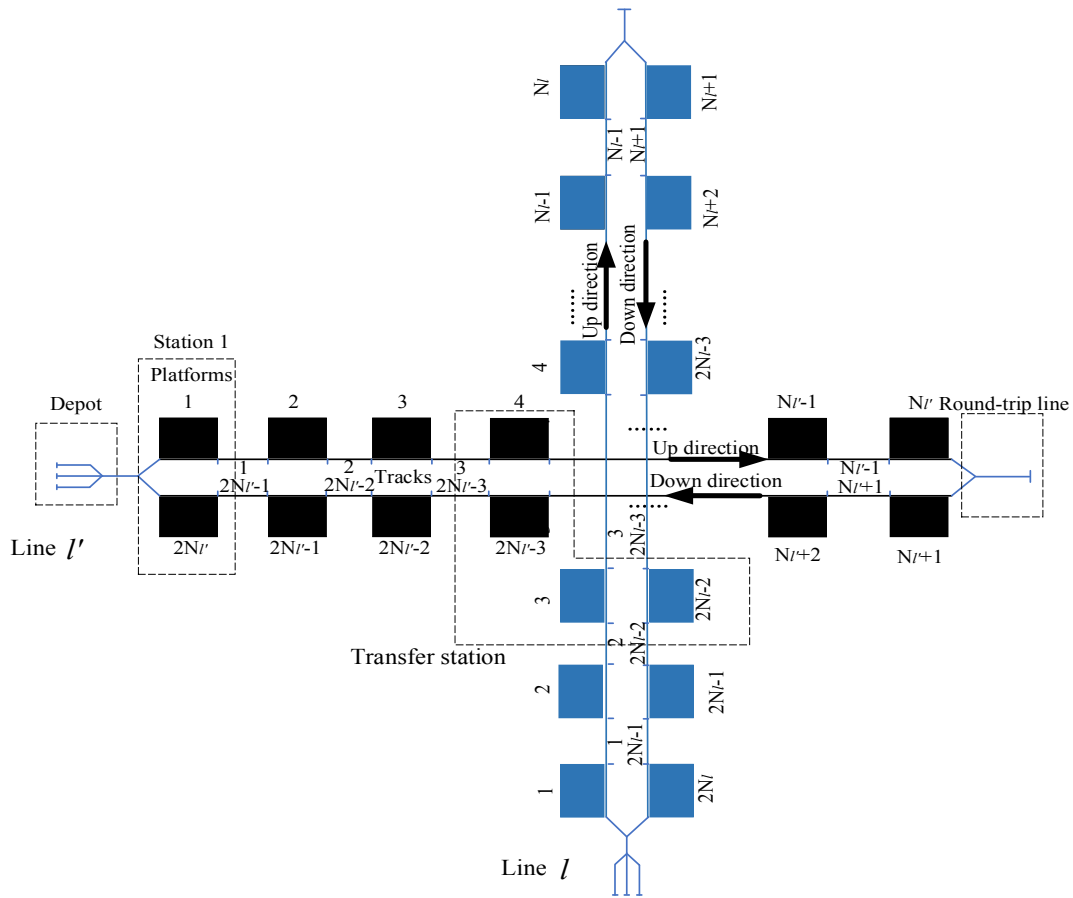 Nl
Nl+1
Nl-1
Nl+1
Nl-1
Nl+2
Up direction
Down direction
......
......
4
2Nl-3
Station 1
Platforms
Depot
1
2
3
4
......
Nl'-1
Nl'
Round-trip line
Up direction
1
2
Tracks
3
Nl'-1
2Nl'-1
2Nl'-2
2Nl'-3
Down direction
Nl'+1
......
Line l'
2Nl'
2Nl'-1
2Nl'-2
2Nl'-3
3
2Nl-3
Nl'+2
Nl'+1
3
2Nl-2
Transfer station
2
2Nl-2
2
2Nl-1
1
2Nl-1
1
2Nl
Line l